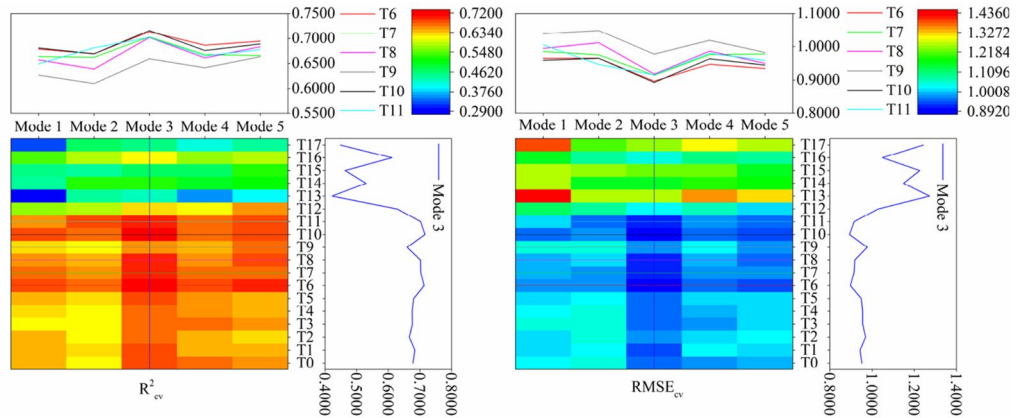 0.7500
0.7000
0.6500
0.6000
0.5500
T6
T7
T8
T9
T10
T11
0.7200
0.6340
0.5480
0.4620
0.3760
0.2900
Mode 1 Mode 2 Mode 3 Mode 4 Mode 5
T17
T16
T15
T14
T13
T12
T11
T10
T9
T8
T7
T6
T5
T4
T3
T2
T1
T0
Mode 3
0.4000
0.5000
0.6000
0.7000
0.8000
R²cv
1.1000
1.0000
0.9000
0.8000
T6
T7
T8
T9
T10
T11
1.4360
1.3272
1.2184
1.1096
1.0008
0.8920
Mode 1 Mode 2 Mode 3 Mode 4 Mode 5
T17
T16
T15
T14
T13
T12
T11
T10
T9
T8
T7
T6
T5
T4
T3
T2
T1
T0
Mode 3
0.8000
1.0000
1.2000
1.4000
RMSEcv